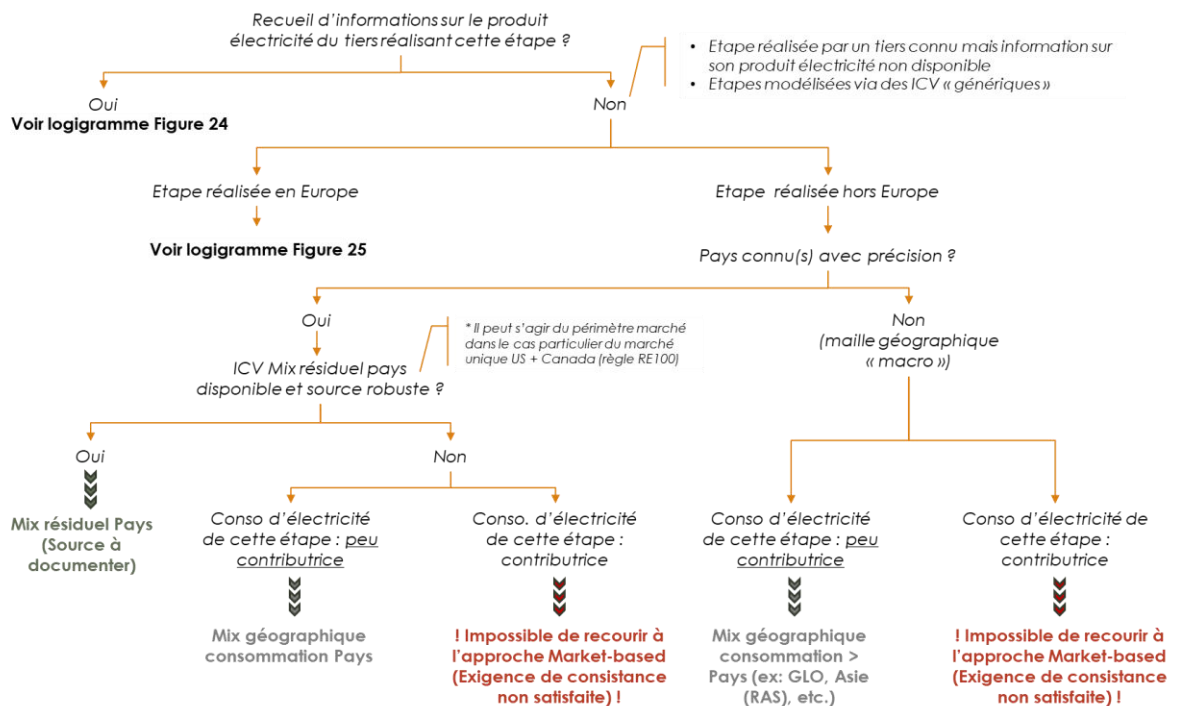 Recueil d'informations sur le produit
électricité du tiers réalisant cette étape ?
• Etape réalisée par un tiers connu mais information sur
son produit électricité non disponible
• Etapes modélisées via des ICV « génériques »
Oui
Voir logigramme Figure 24
Non
Etape réalisée en Europe
Etape réalisée hors Europe
Voir logigramme Figure 25
Pays connu(s) avec précision ?
Oui
Non
(maille géographique
« macro »)
* Il peut s'agir du périmètre marché
dans le cas particulier du marché
unique US + Canada (règle RE100)
ICV Mix résiduel pays
disponible et source robuste ?
Oui
Non
Mix résiduel Pays
(Source à
documenter)
Conso d'électricité
de cette étape : peu
contributrice
Conso. d'électricité
de cette étape :
contributrice
Conso d'électricité
de cette étape : peu
contributrice
Conso d'électricité de
cette étape :
contributrice
Mix géographique
consommation Pays
! Impossible de recourir à
l'approche Market-based
(Exigence de consistance
non satisfaite) !
Mix géographique
consommation >
Pays (ex: GLO, Asie
(RAS), etc.)
! Impossible de recourir à
l'approche Market-based
(Exigence de consistance
non satisfaite) !